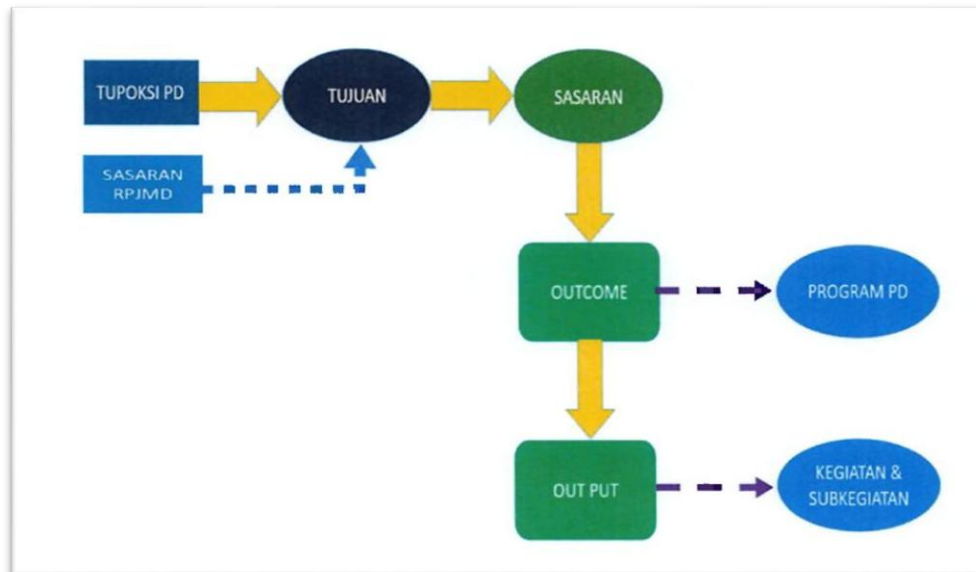 TUPOKSI PD
TUJUAN
SASARAN
SASARAN
RPJMD
OUTCOME
PROGRAM PD
OUT PUT
KEGIATAN &
SUBKEGIATAN